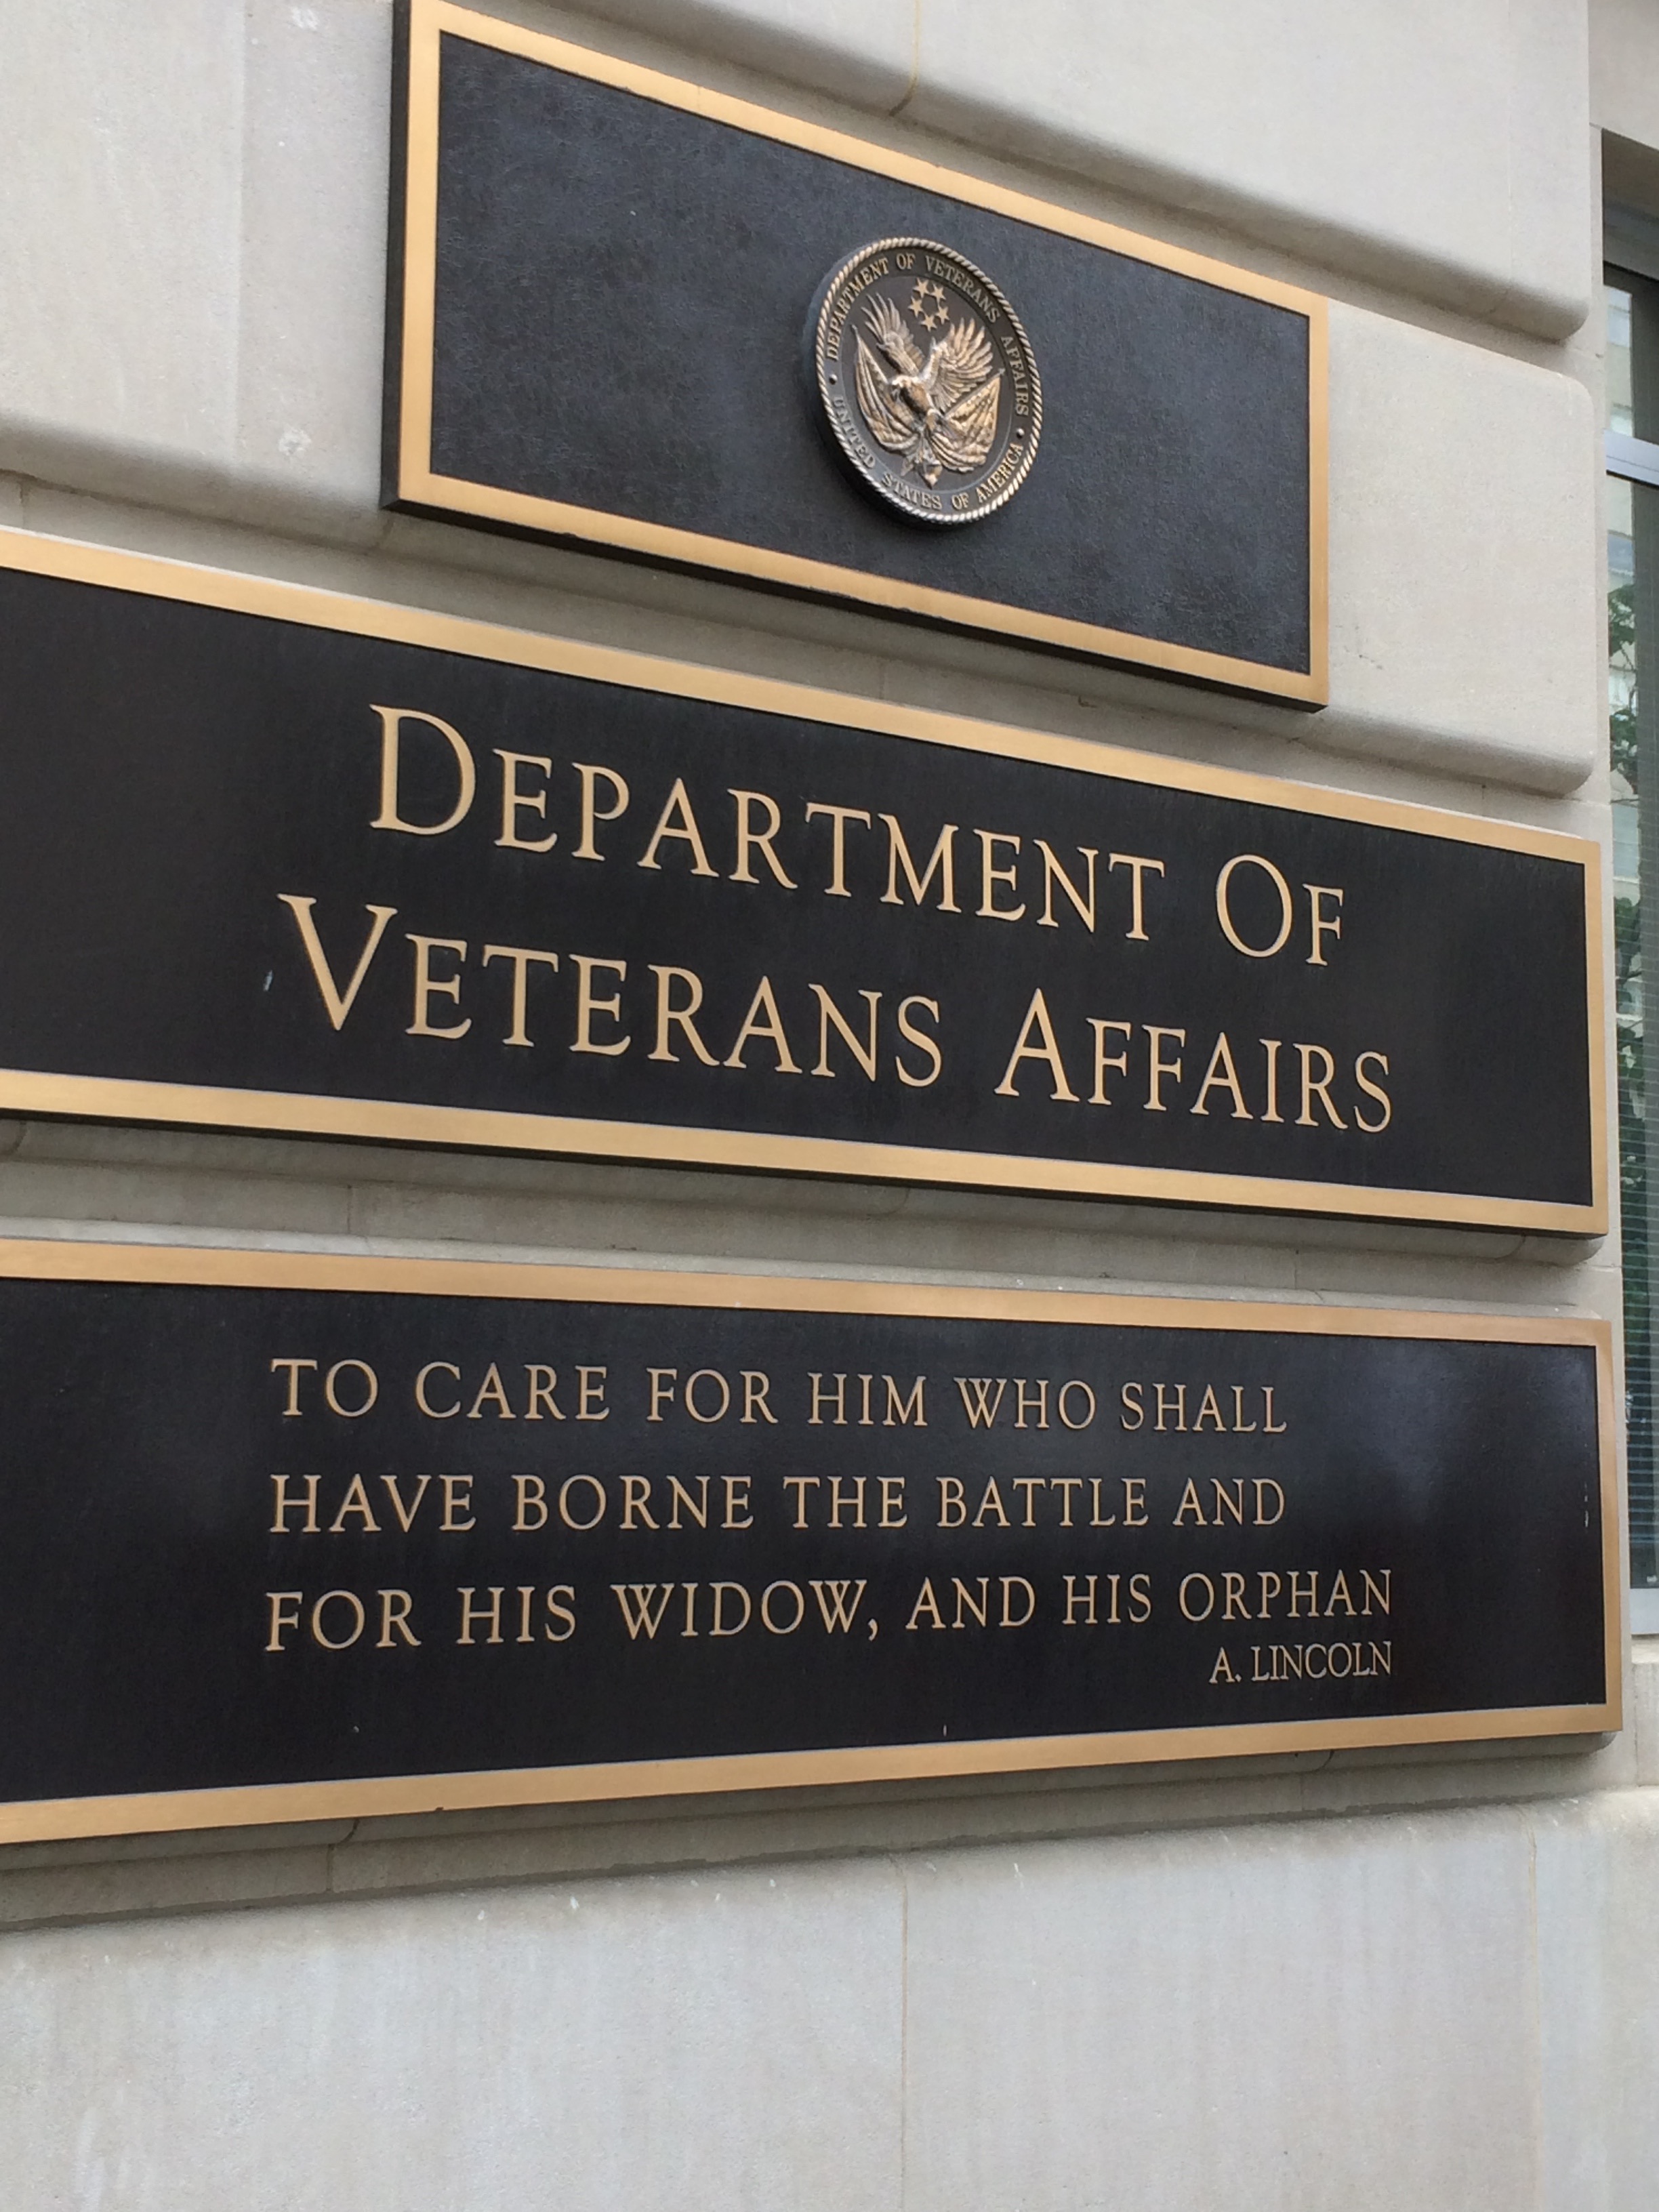 DEPARTMENT OF VETERANS AFFAIRS
UNITED STATES OF AMERICA
DEPARTMENT OF
VETERANS AFFAIRS
TO CARE FOR HIM WHO SHALL
HAVE BORNE THE BATTLE AND
FOR HIS WIDOW, AND HIS ORPHAN
A. LINCOLN